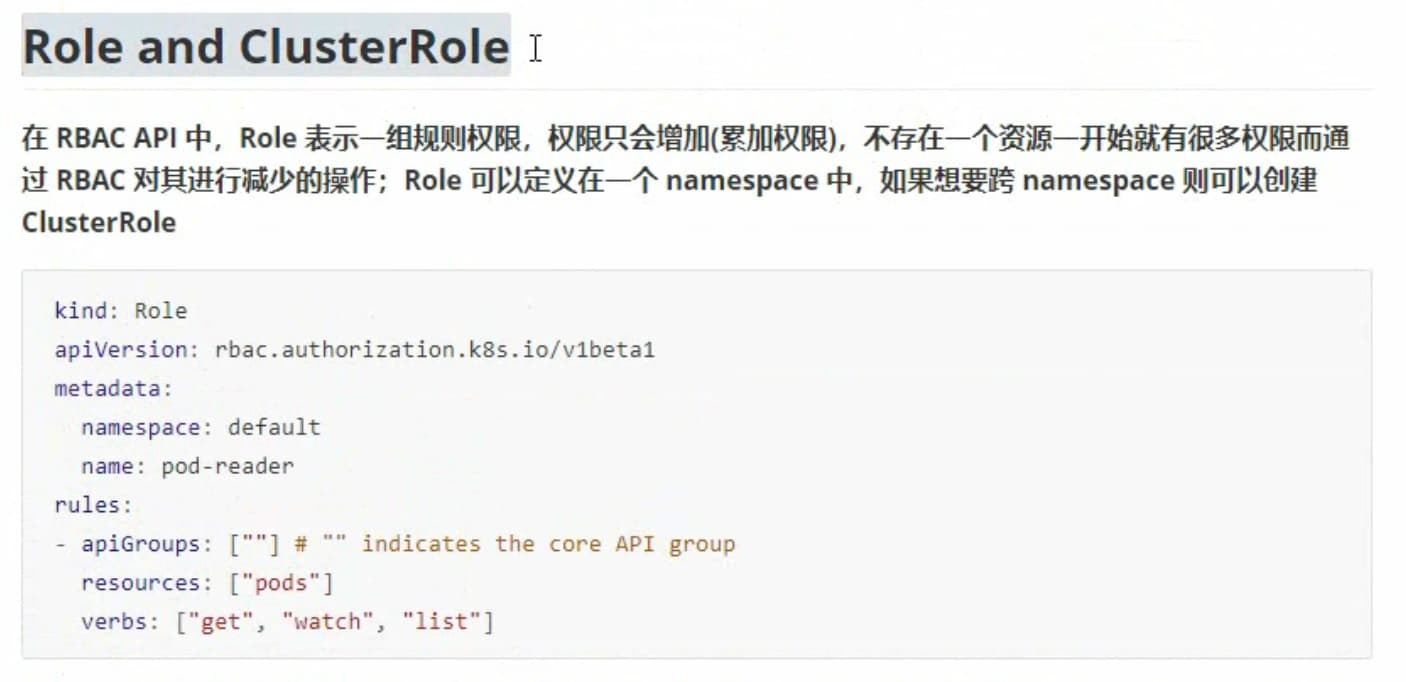 Role and ClusterRole
在 RBAC API 中，Role 表示一组规则权限，权限只会增加(累加权限)，不存在一个资源一开始就有很多权限而通
过 RBAC 对其进行减少的操作；Role 可以定义在一个 namespace 中，如果想要跨 namespace 则可以创建
ClusterRole
kind: Role
apiVersion: rbac.authorization.k8s.io/v1beta1
metadata:
  namespace: default
  name: pod-reader
rules:
- apiGroups: [""] # "" indicates the core API group
  resources: ["pods"]
  verbs: ["get", "watch", "list"]